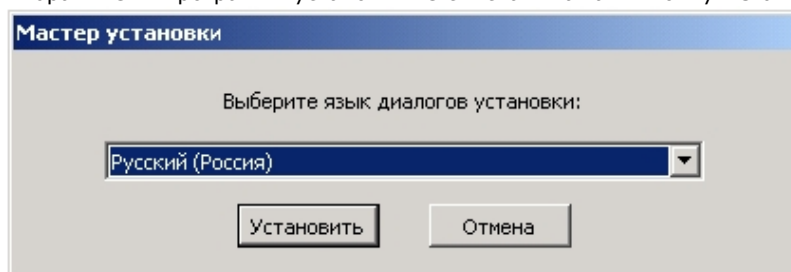 Мастер установки
Выберите язык диалогов установки:
Русский (Россия)
Установить
Отмена